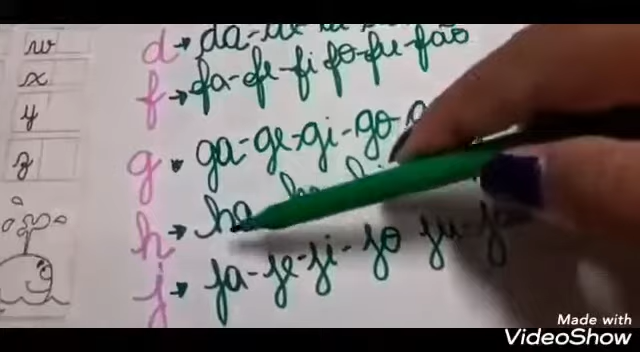 w
x
y
z
d → da-de-
f → fa-fe-fi fo-fu-fão
g • ga-ge-gi-go-
h → ha
j → ja-je-ji-jo ju-
Made with
VideoShow